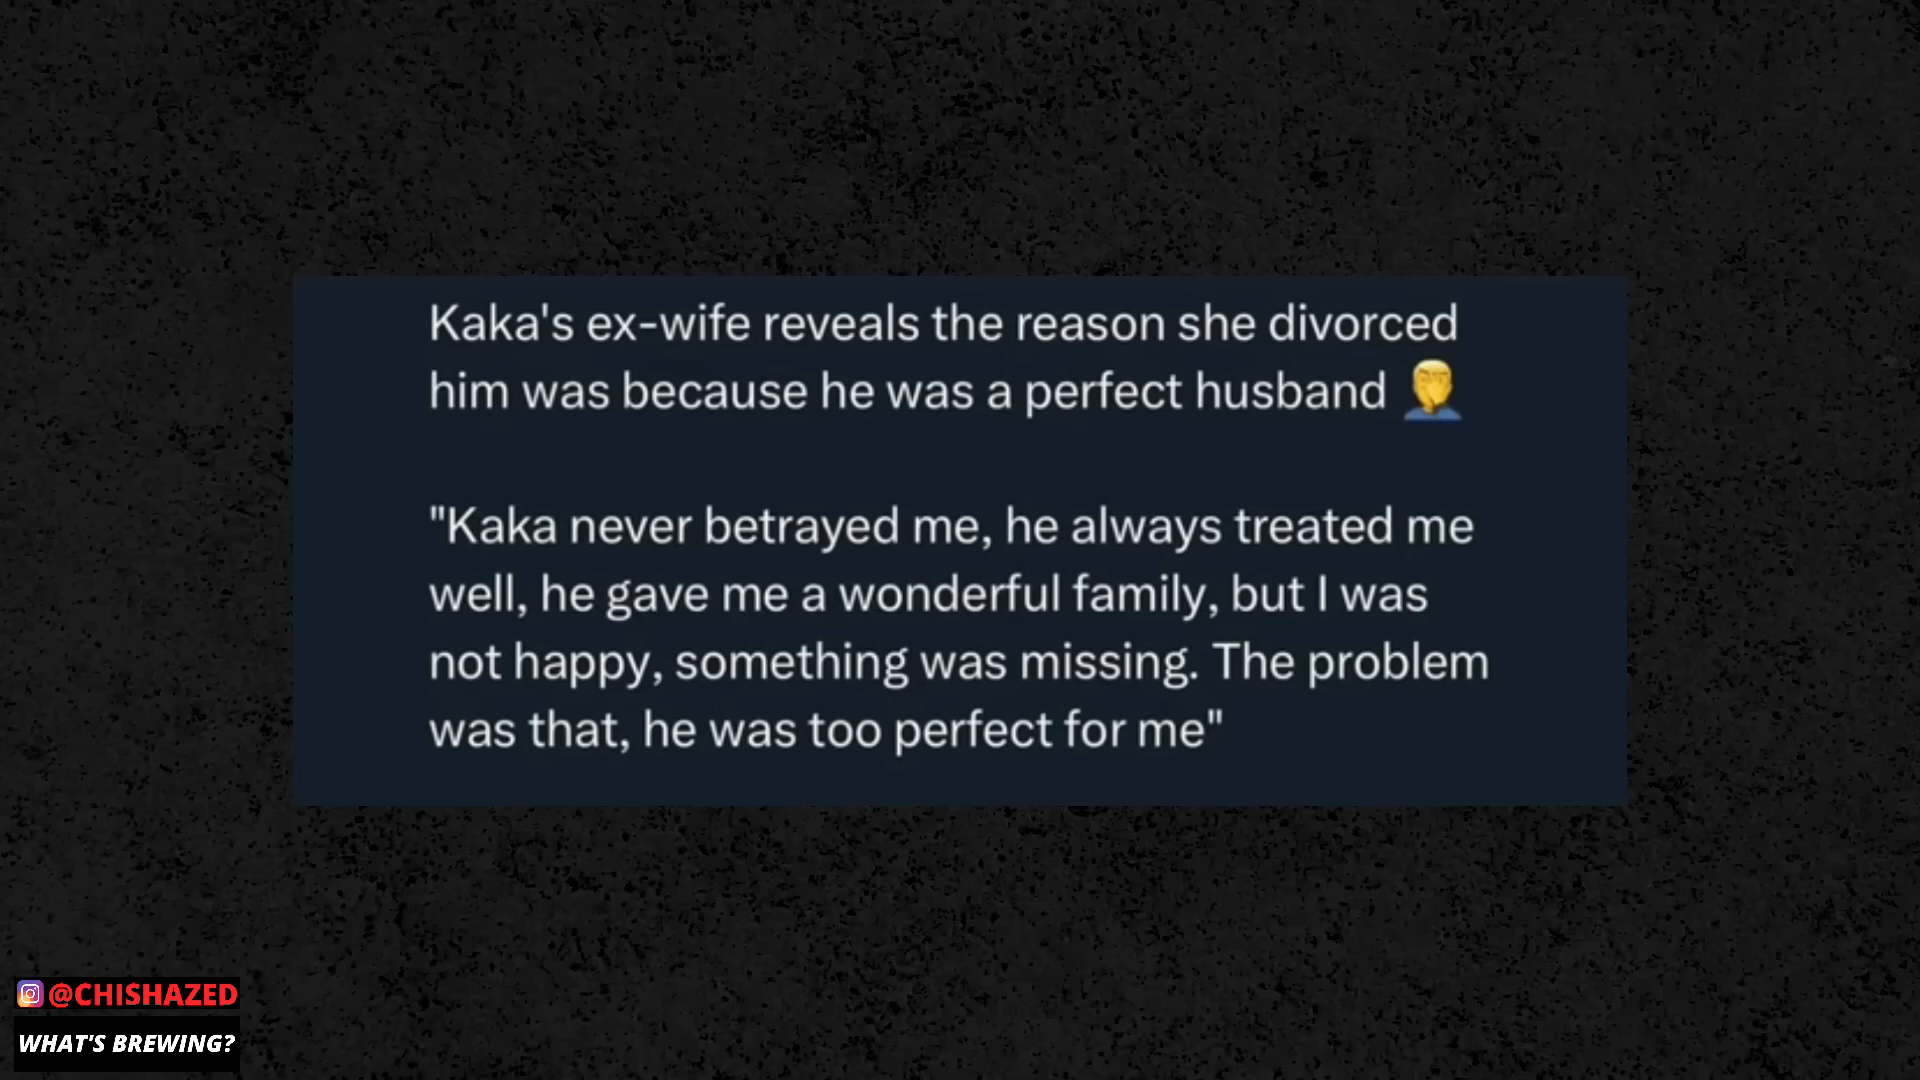 Kaka's ex-wife reveals the reason she divorced
him was because he was a perfect husband 🤦‍♂️
"Kaka never betrayed me, he always treated me
well, he gave me a wonderful family, but I was
not happy, something was missing. The problem
was that, he was too perfect for me"
@CHISHAZED
WHAT'S BREWING?